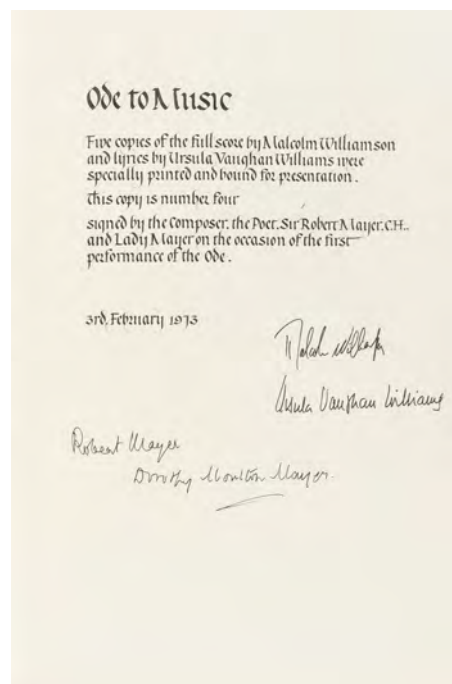 Ode to Music
Five copies of the full score by Malcolm Williamson
and lyrics by Ursula Vaughan Williams were
specially printed and bound for presentation.
This copy is number four
signed by the Composer, the Poet, Sir Robert Mayer, C.H.,
and Lady Mayer on the occasion of the first
performance of the Ode.
3rd. February 1973
Malcolm Williamson
Ursula Vaughan Williams
Robert Mayer
Dorothy Moulton Mayer.